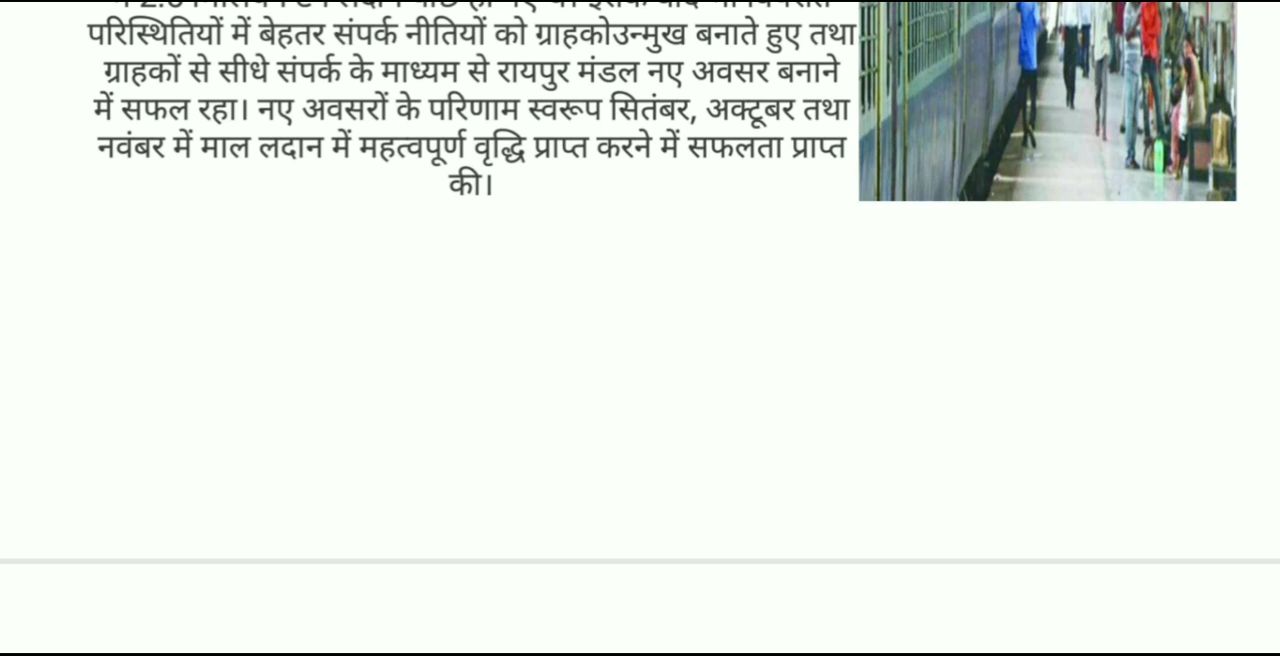 परिस्थितियों में बेहतर संपर्क नीतियों को ग्राहकोउन्मुख बनाते हुए तथा
ग्राहकों से सीधे संपर्क के माध्यम से रायपुर मंडल नए अवसर बनाने
में सफल रहा। नए अवसरों के परिणाम स्वरूप सितंबर, अक्टूबर तथा
नवंबर में माल लदान में महत्वपूर्ण वृद्धि प्राप्त करने में सफलता प्राप्त
की।